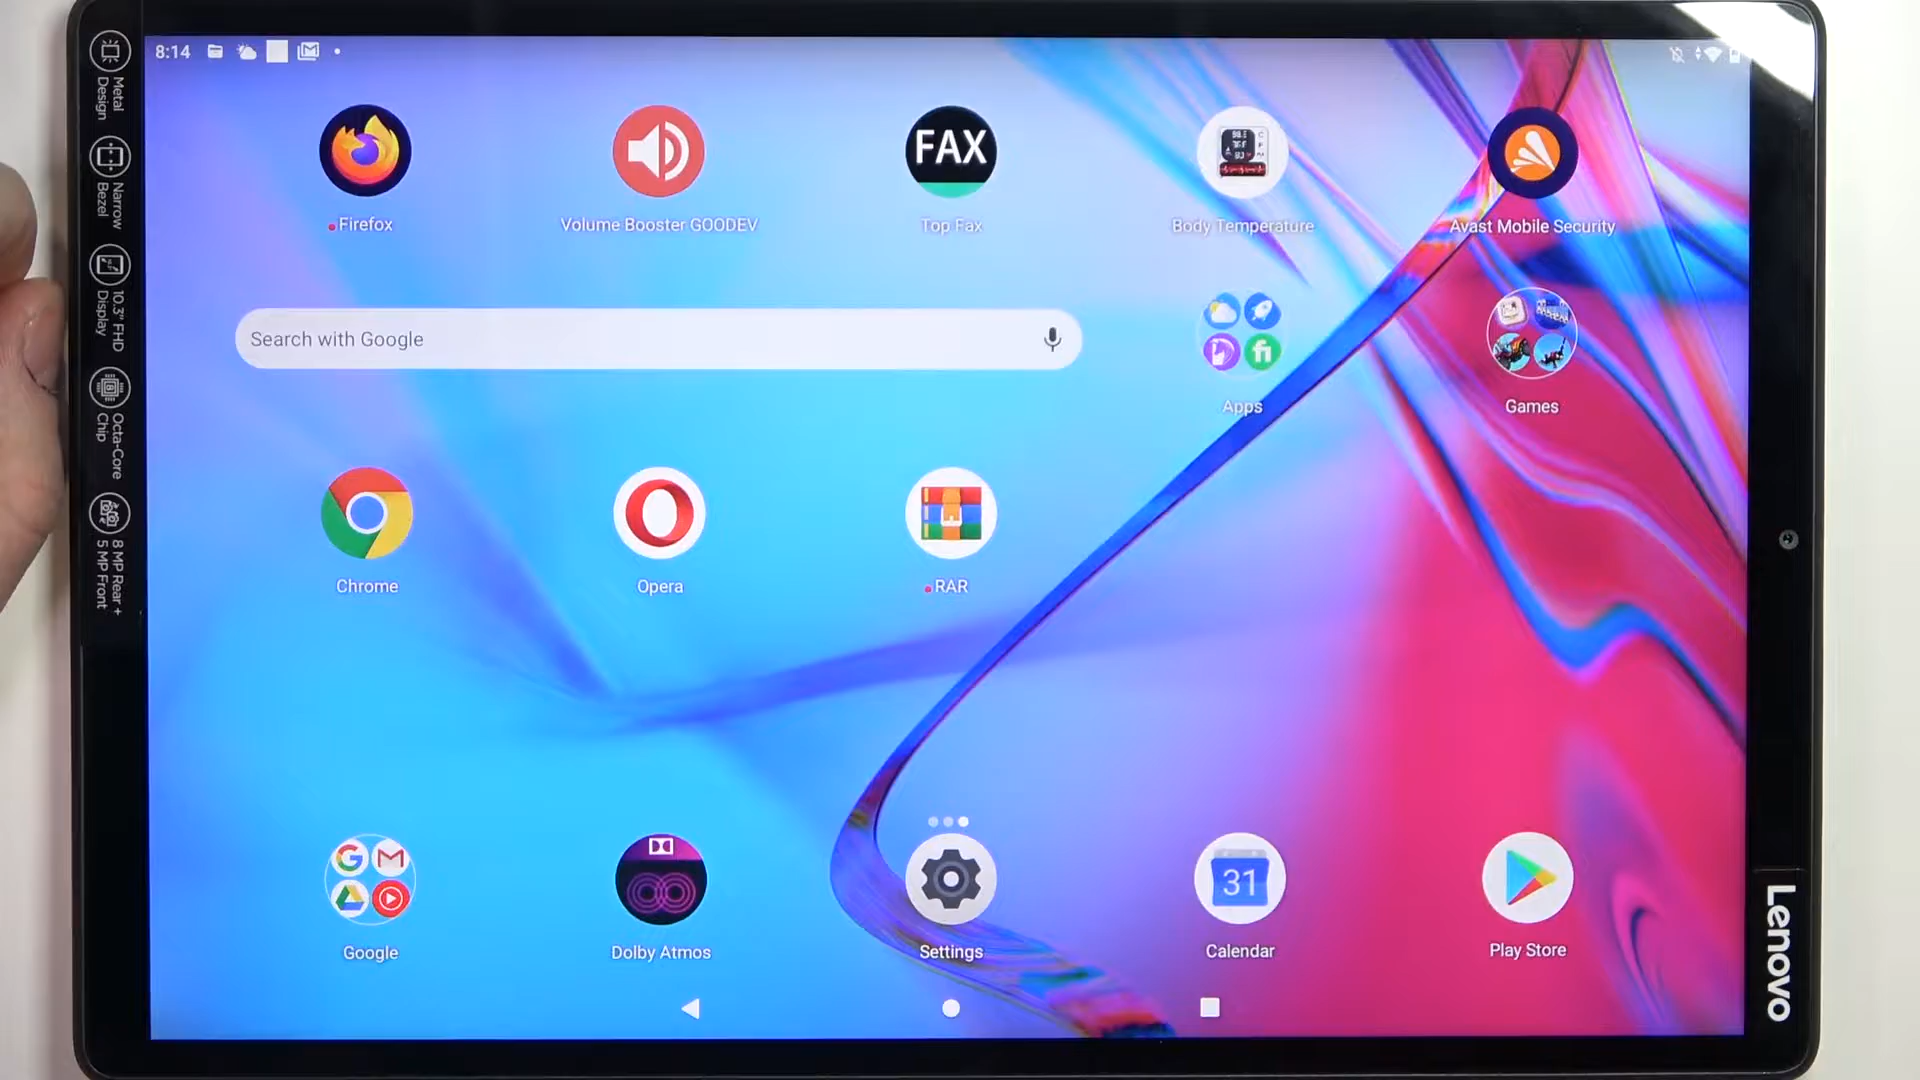 8:14
Firefox
Volume Booster GOODEV
FAX
Top Fax
Body Temperature
Avast Mobile Security
Search with Google
Apps
Games
Chrome
Opera
RAR
31
Google
Dolby Atmos
Settings
Calendar
Play Store
Metal
Design
Narrow
Bezel
10.3" FHD
Display
Octa-Core
Chip
8 MP Rear +
5 MP Front
Lenovo